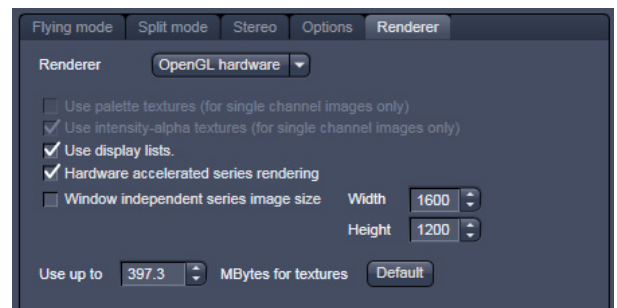 Flying mode Split mode Stereo Options Renderer
Renderer OpenGL hardware
Use palette textures (for single channel images only)
Use intensity-alpha textures (for single channel images only)
Use display lists.
Hardware accelerated series rendering
Window independent series image size Width 1600
Height 1200
Use up to 397.3 MBytes for textures Default